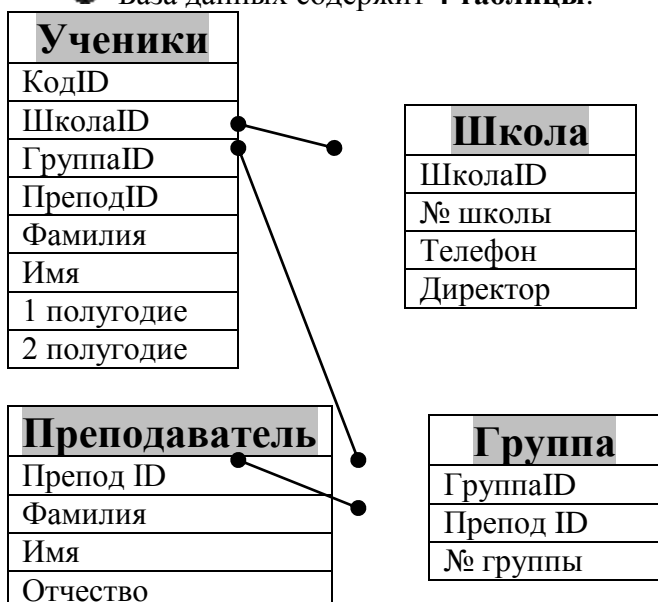 База данных содержит 4 таблицы:
Ученики
КодID
ШколаID
ГруппаID
ПреподID
Фамилия
Имя
1 полугодие
2 полугодие
Школа
ШколаID
№ школы
Телефон
Директор
Преподаватель
Препод ID
Фамилия
Имя
Отчество
Группа
ГруппаID
Препод ID
№ группы